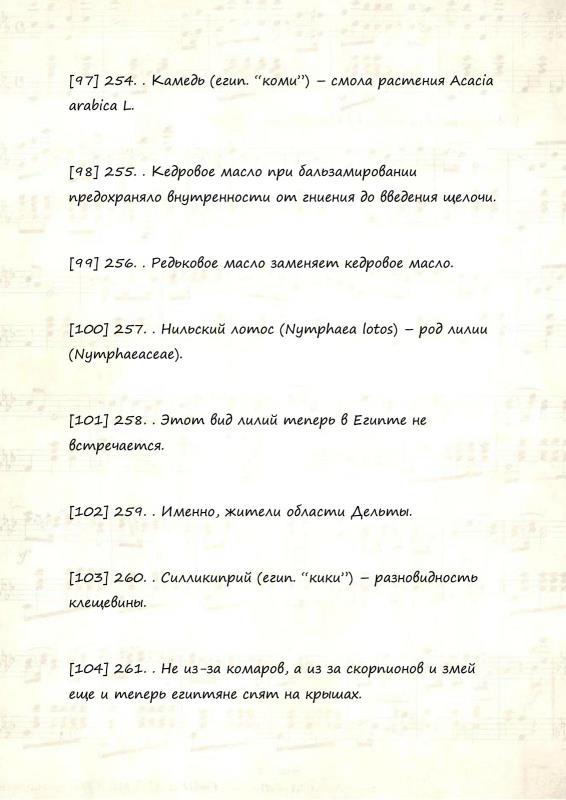 [97] 254. . Камедь (егип. “коми”) – смола растения Acacia
arabica L.
[98] 255. . Кедровое масло при бальзамировании
предохраняло внутренности от гниения до введения щелочи.
[99] 256. . Редьковое масло заменяет кедровое масло.
[100] 257. . Нильский лотос (Nymphaea lotos) – род лилии
(Nymphaeaceae).
[101] 258. . Этот вид лилий теперь в Египте не
встречается.
[102] 259. . Именно, жители области Дельты.
[103] 260. . Силликиприй (егип. “кики”) – разновидность
клещевины.
[104] 261. . Не из-за комаров, а из за скорпионов и змей
еще и теперь египтяне спят на крышах.